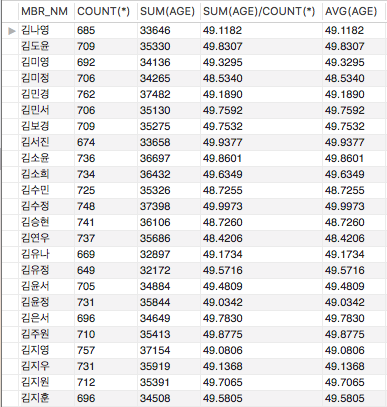 MBR_NM COUNT(*) SUM(AGE) SUM(AGE)/COUNT(*) AVG(AGE)
김나영 685 33646 49.1182 49.1182
김도윤 709 35330 49.8307 49.8307
김미영 692 34136 49.3295 49.3295
김미정 706 34265 48.5340 48.5340
김민경 762 37482 49.1890 49.1890
김민서 706 35130 49.7592 49.7592
김보경 709 35275 49.7532 49.7532
김서진 674 33658 49.9377 49.9377
김소윤 736 36697 49.8601 49.8601
김소희 734 36432 49.6349 49.6349
김수민 725 35326 48.7255 48.7255
김수정 748 37398 49.9973 49.9973
김승현 741 36106 48.7260 48.7260
김연우 737 35686 48.4206 48.4206
김유나 669 32897 49.1734 49.1734
김유정 649 32172 49.5716 49.5716
김윤서 705 34884 49.4809 49.4809
김윤정 731 35844 49.0342 49.0342
김은서 696 34649 49.7830 49.7830
김주원 710 35413 49.8775 49.8775
김지영 757 37154 49.0806 49.0806
김지우 731 35919 49.1368 49.1368
김지원 712 35391 49.7065 49.7065
김지훈 696 34508 49.5805 49.5805